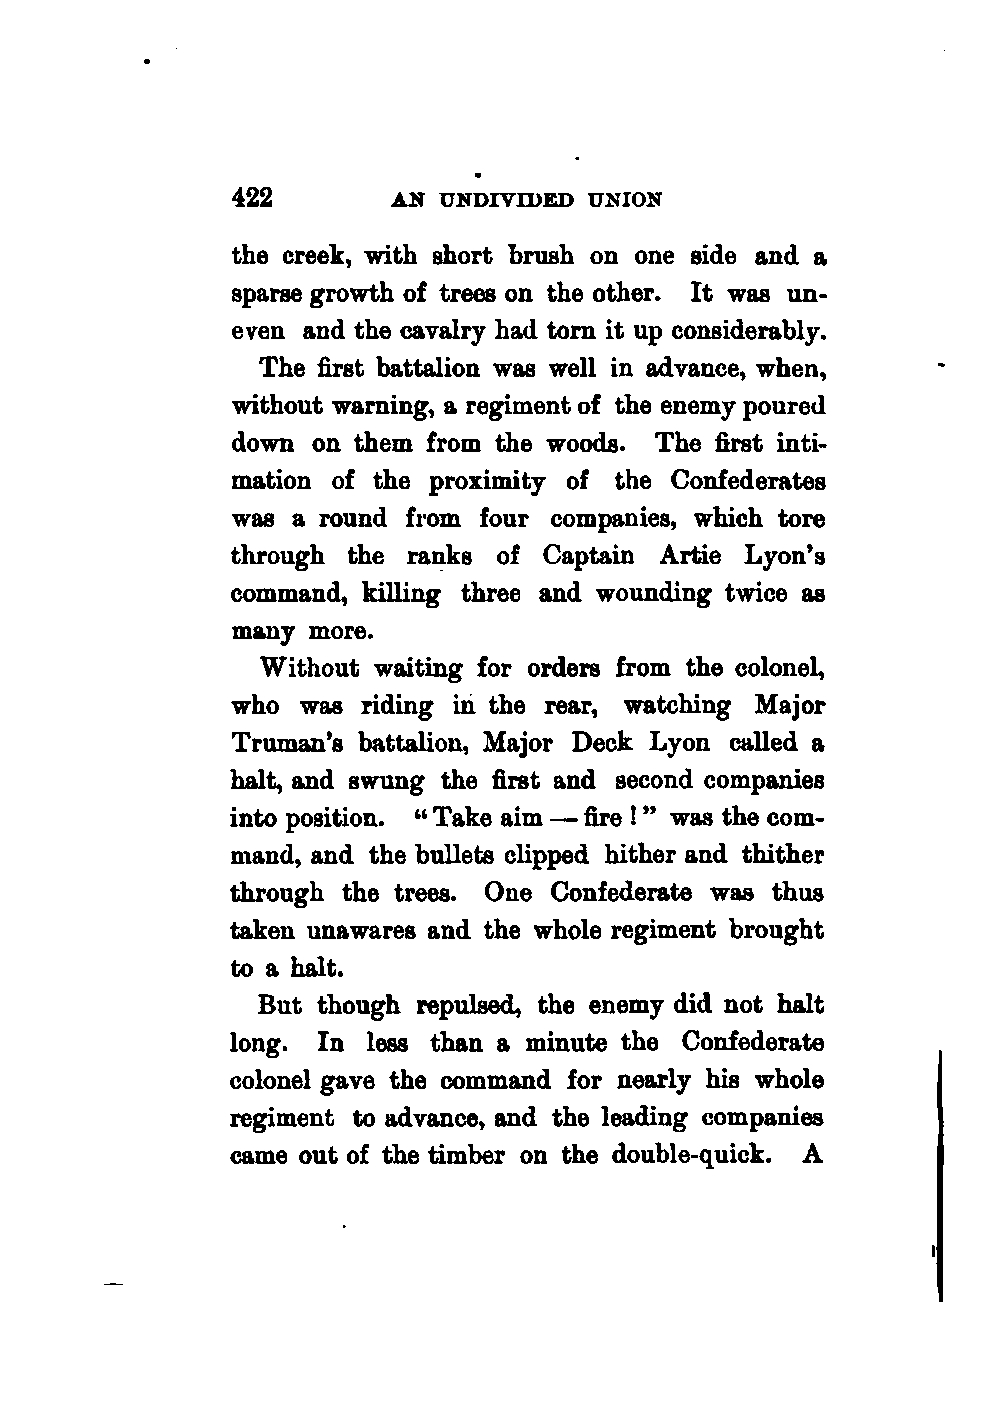 422 AN UNDIVIDED UNION
the creek, with short brush on one side and a
sparse growth of trees on the other. It was un-
even and the cavalry had torn it up considerably.
The first battalion was well in advance, when,
without warning, a regiment of the enemy poured
down on them from the woods. The first inti-
mation of the proximity of the Confederates
was a round from four companies, which tore
through the ranks of Captain Artie Lyon's
command, killing three and wounding twice as
many more.
Without waiting for orders from the colonel,
who was riding in the rear, watching Major
Truman's battalion, Major Deck Lyon called a
halt, and swung the first and second companies
into position. "Take aim — fire!" was the com-
mand, and the bullets clipped hither and thither
through the trees. One Confederate was thus
taken unawares and the whole regiment brought
to a halt.
But though repulsed, the enemy did not halt
long. In less than a minute the Confederate
colonel gave the command for nearly his whole
regiment to advance, and the leading companies
came out of the timber on the double-quick. A